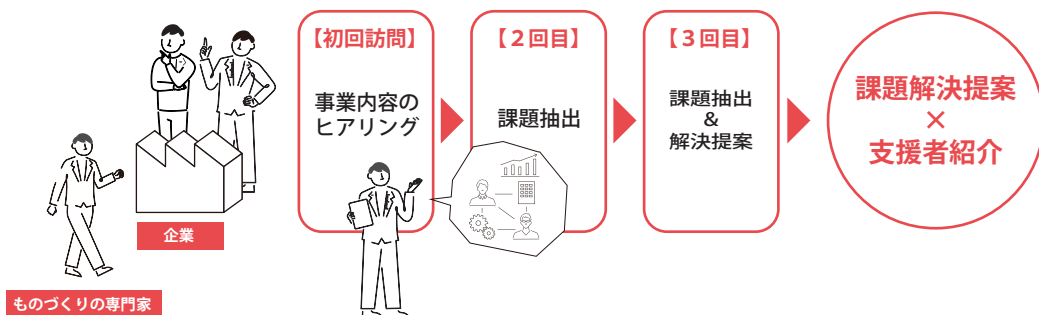 【初回訪問】
事業内容の
ヒアリング
【２回目】
課題抽出
【３回目】
課題抽出
＆
解決提案
課題解決提案
×
支援者紹介
企業
ものづくりの専門家